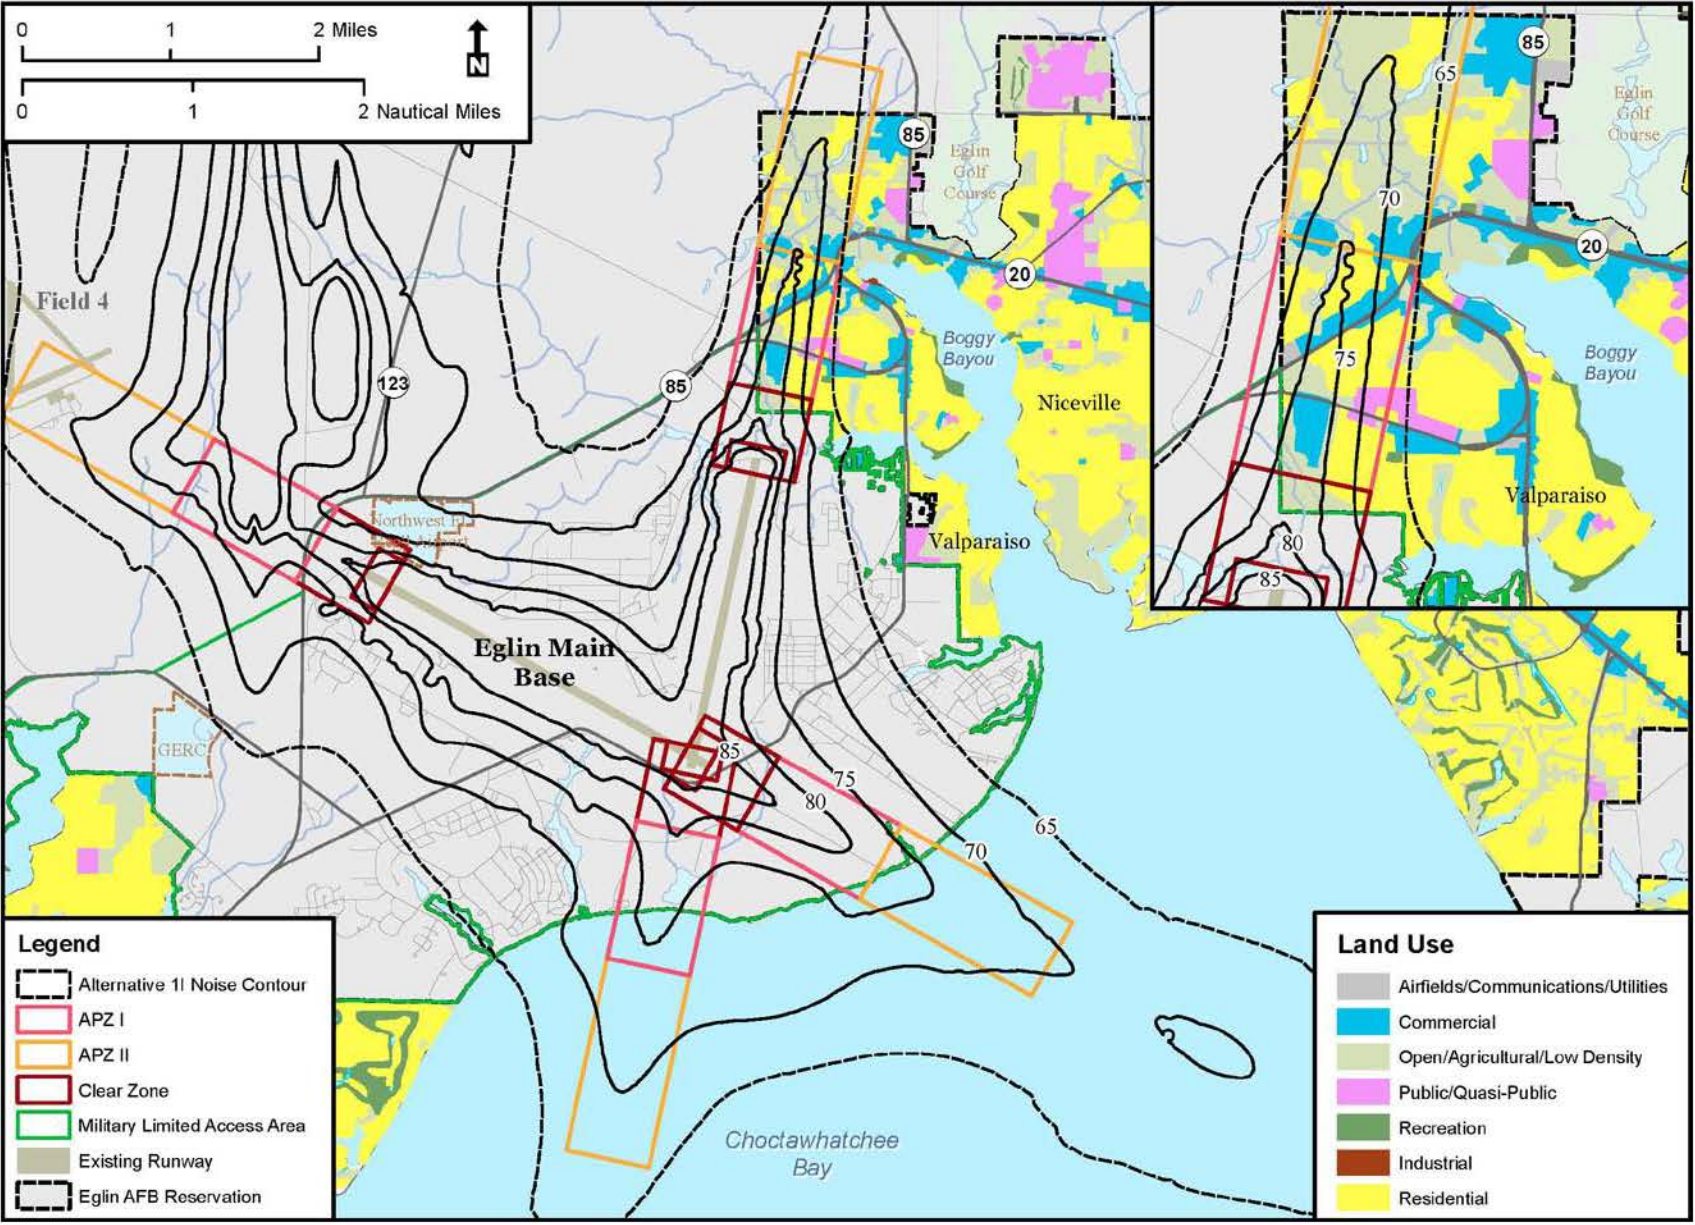 0 1 2 Miles
N
0 1 2 Nautical Miles
85
65
Eglin
Golf
Course
70
20
75
Boggy
Bayou
Valparaiso
80
85
85
Eglin
Golf
Course
20
Field 4
123
85
Boggy
Bayou
Niceville
Northwest
Valparaiso
Eglin Main
Base
GERC
85
75
80
65
70
Choctawhatchee
Bay
Legend
Alternative 1I Noise Contour
APZ I
APZ II
Clear Zone
Military Limited Access Area
Existing Runway
Eglin AFB Reservation
Land Use
Airfields/Communications/Utilities
Commercial
Open/Agricultural/Low Density
Public/Quasi-Public
Recreation
Industrial
Residential